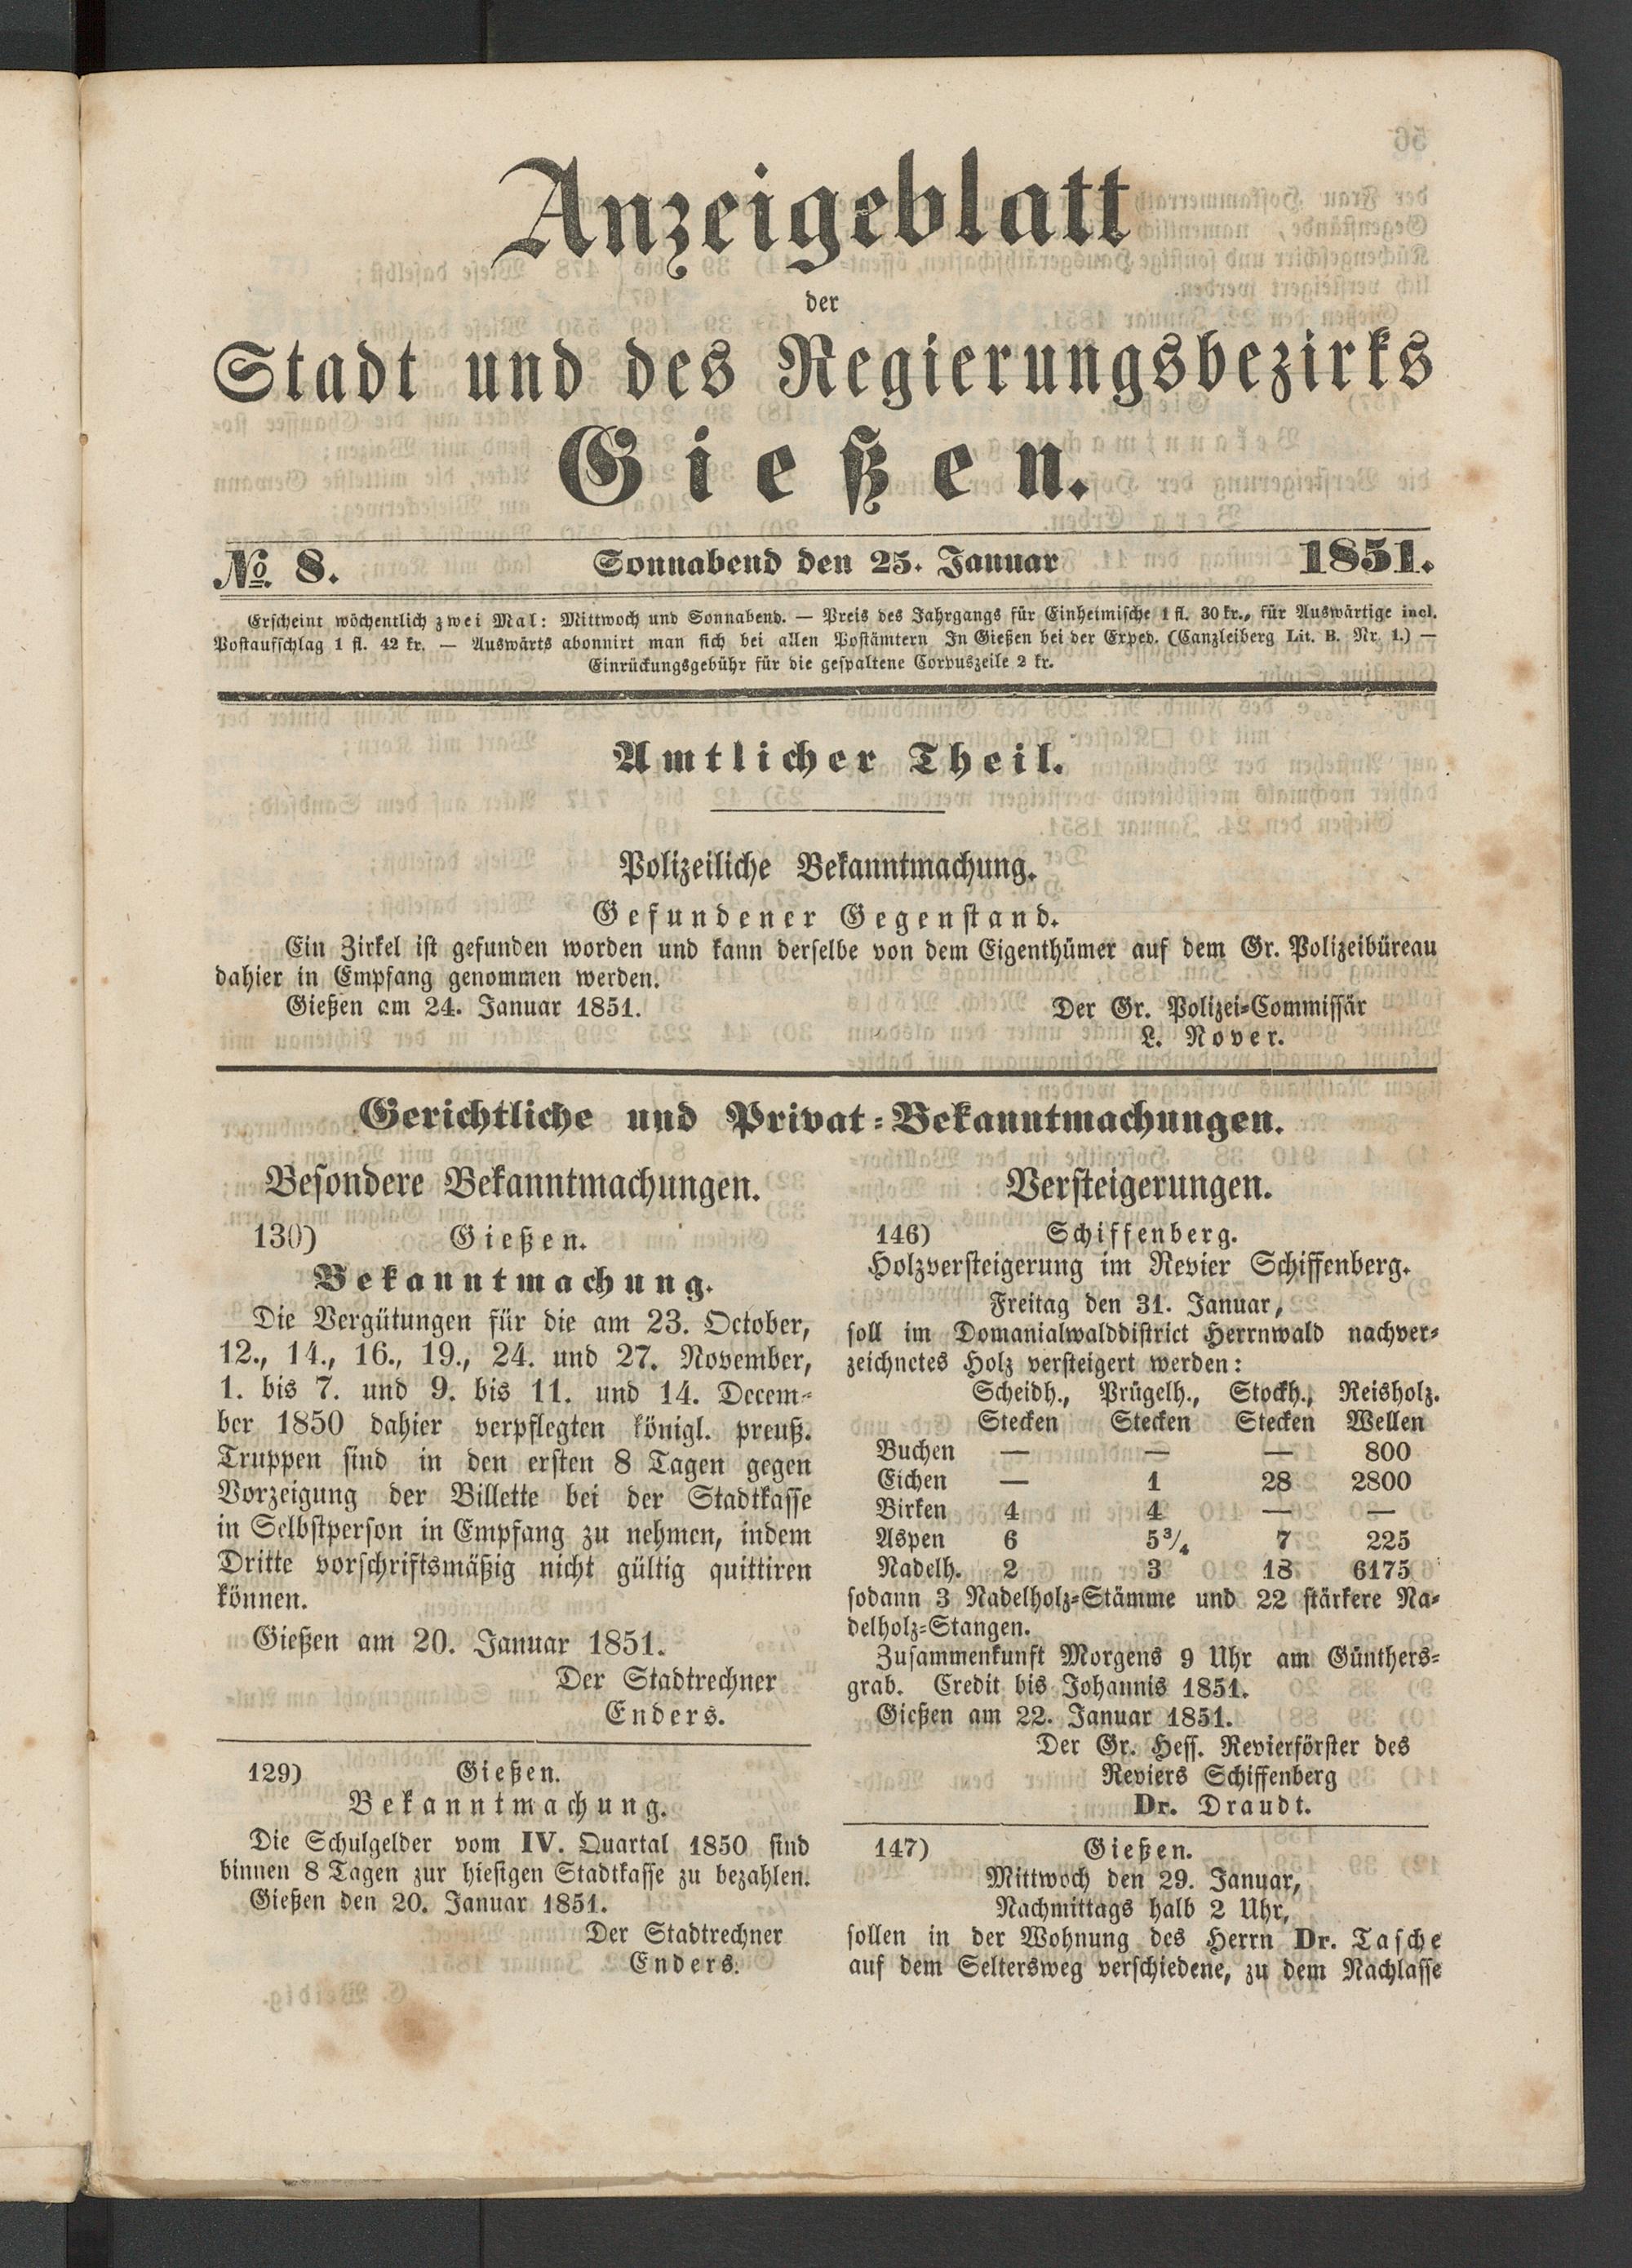 Anzeigeblatt
der
Stadt und des Regierungsbezirks
Gießen.
No. 8. Sonnabend den 25. Januar 1851.
Erscheint wöchentlich zwei Mal: Mittwoch und Sonnabend. — Preis des Jahrgangs für Einheimische 1 fl. 30 kr., für Auswärtige incl.
Postaufschlag 1 fl. 42 kr. — Auswärts abonnirt man sich bei allen Postämtern In Gießen bei der Exped. (Canzleiberg Lit. B. Nr. 1.) —
Einrückungsgebühr für die gespaltene Corpuszeile 2 kr.
Amtlicher Theil.
Polizeiliche Bekanntmachung.
Gefundener Gegenstand.
Ein Zirkel ist gefunden worden und kann derselbe von dem Eigenthümer auf dem Gr. Polizeibüreau
dahier in Empfang genommen werden.
Gießen am 24. Januar 1851. Der Gr. Polizei-Commissär
L. Nover.
Gerichtliche und Privat-Bekanntmachungen.
Besondere Bekanntmachungen.
130) Gießen.
Bekanntmachung.
Die Vergütungen für die am 23. October,
12., 14., 16., 19., 24. und 27. November,
1. bis 7. und 9. bis 11. und 14. Decem-
ber 1850 dahier verpflegten königl. preuß.
Truppen sind in den ersten 8 Tagen gegen
Vorzeigung der Billette bei der Stadtkasse
in Selbstperson in Empfang zu nehmen, indem
Dritte vorschriftsmäßig nicht gültig quittiren
können.
Gießen am 20. Januar 1851.
Der Stadtrechner
Enders.
129) Gießen.
Bekanntmachung.
Die Schulgelder vom IV. Quartal 1850 sind
binnen 8 Tagen zur hiesigen Stadtkasse zu bezahlen.
Gießen den 20. Januar 1851.
Der Stadtrechner
Enders.
Versteigerungen.
146) Schiffenberg.
Holzversteigerung im Revier Schiffenberg.
Freitag den 31. Januar,
soll im Domanialwalddistrict Herrnwald nachver-
zeichnetes Holz versteigert werden:
Scheidh., Prügelh., Stockh., Reisholz.
Stecken Stecken Stecken Wellen
Buchen — — — 800
Eichen — 1 28 2800
Birken 4 4 — —
Aspen 6 5 3/4 7 225
Nadelh. 2 3 18 6175
sodann 3 Nadelholz-Stämme und 22 stärkere Na-
delholz-Stangen.
Zusammenkunft Morgens 9 Uhr am Günthers-
grab. Credit bis Johannis 1851.
Gießen am 22. Januar 1851.
Der Gr. Hess. Revierförster des
Reviers Schiffenberg
Dr. Draudt.
147) Gießen.
Mittwoch den 29. Januar,
Nachmittags halb 2 Uhr,
sollen in der Wohnung des Herrn Dr. Tasche
auf dem Seltersweg verschiedene, zu dem Nachlasse